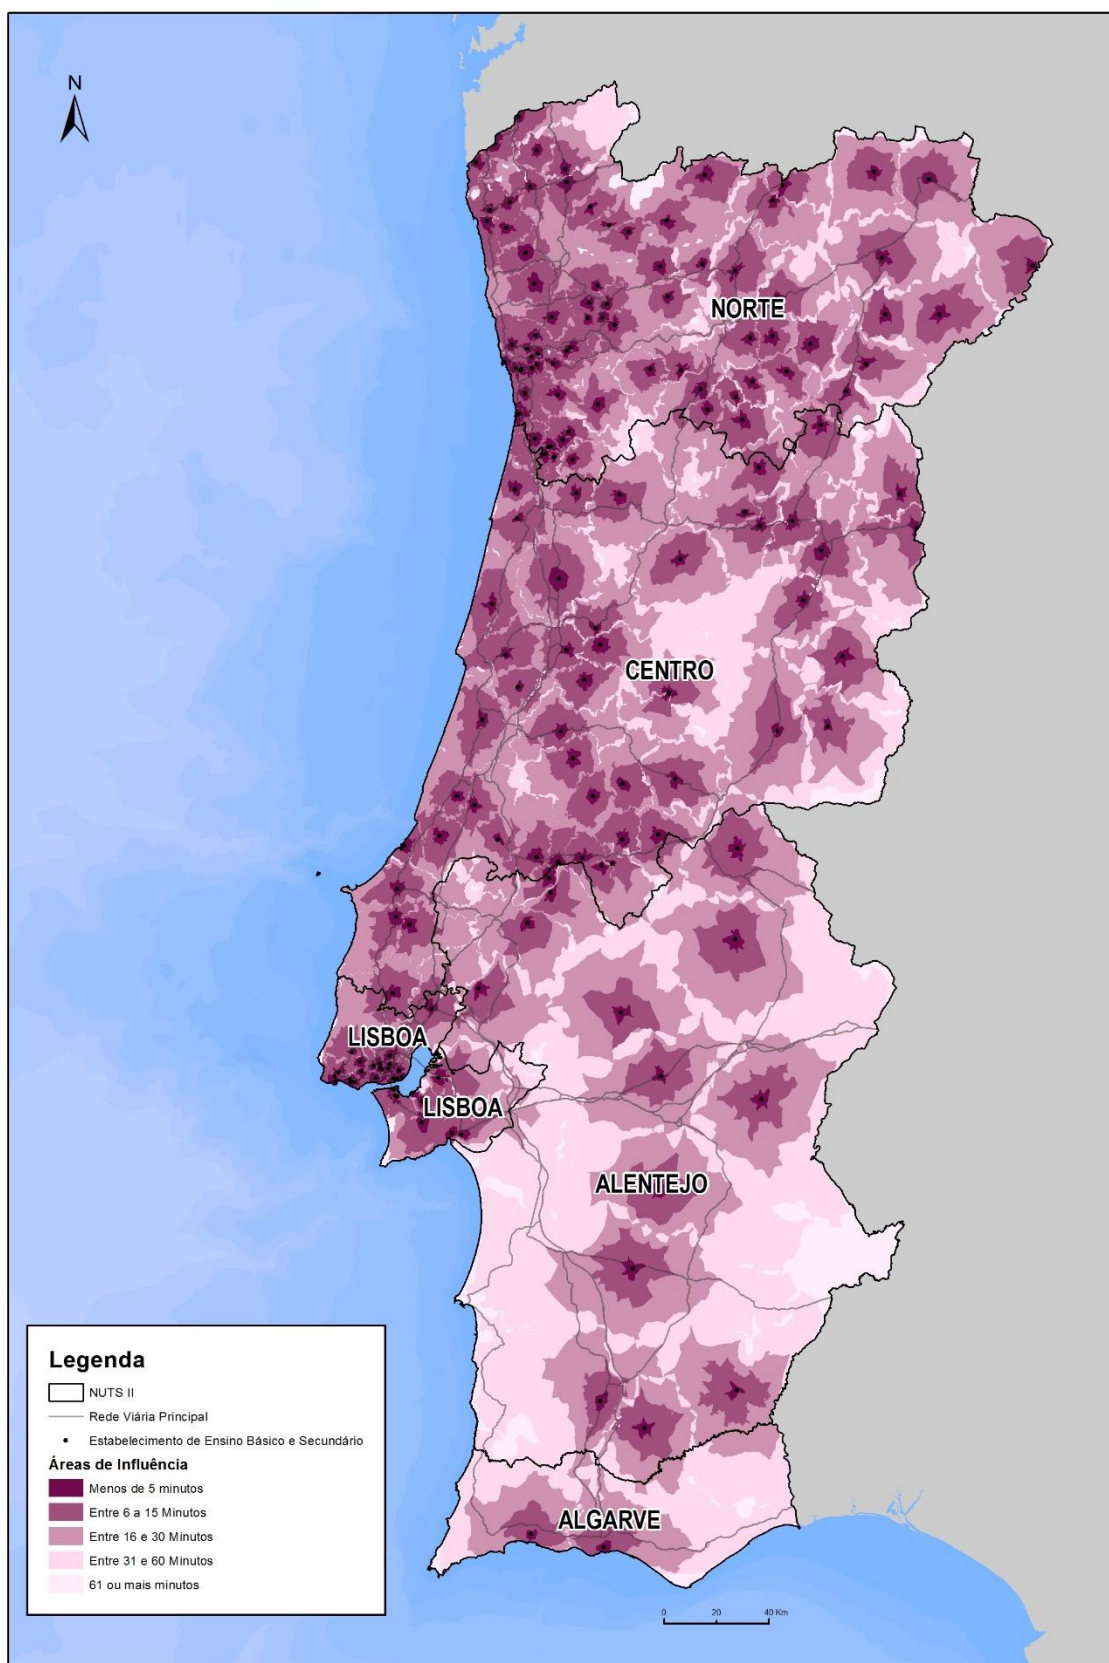 N
NORTE
CENTRO
LISBOA
LISBOA
ALENTEJO
ALGARVE
Legenda
NUTS II
Rede Viária Principal
Estabelecimento de Ensino Básico e Secundário
Áreas de Influência
Menos de 5 minutos
Entre 6 a 15 Minutos
Entre 16 e 30 Minutos
Entre 31 e 60 Minutos
61 ou mais minutos
0 20 40 Km